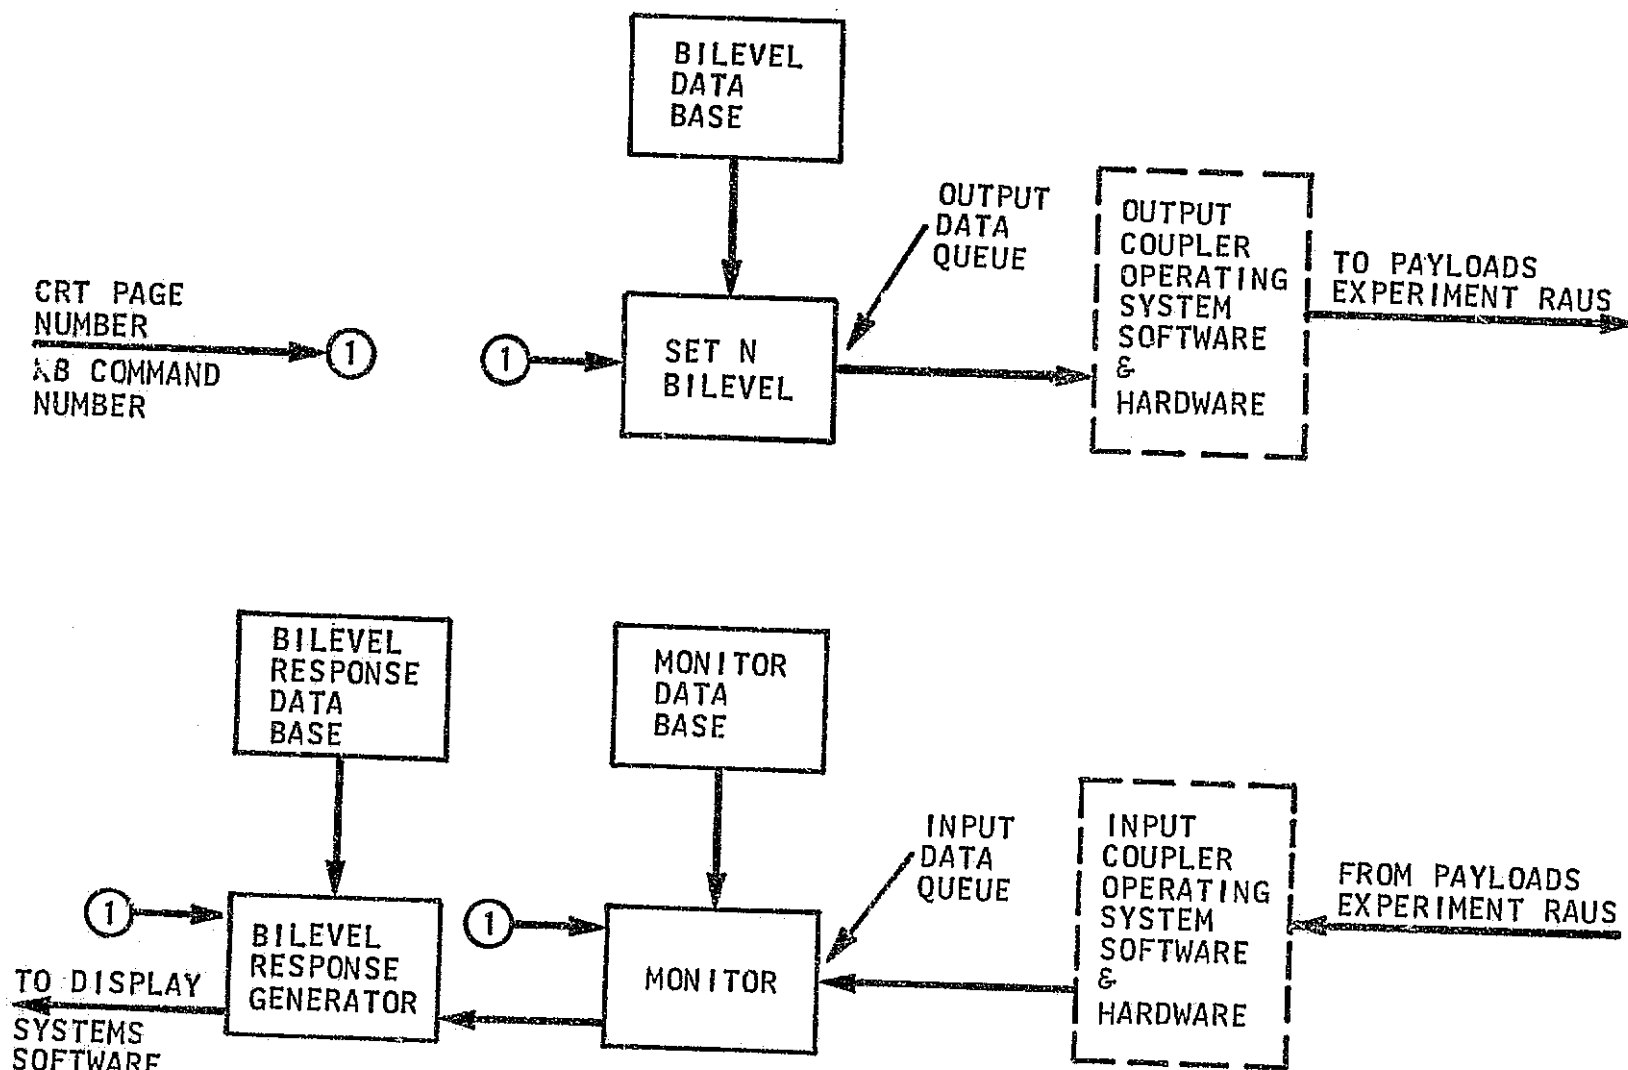 BILEVEL
DATA
BASE
OUTPUT
DATA
QUEUE
OUTPUT
COUPLER
OPERATING
SYSTEM
SOFTWARE
&
HARDWARE
TO PAYLOADS
EXPERIMENT RAUS
CRT PAGE
NUMBER
COMMAND
NUMBER
1
1
SET N
BILEVEL
BILEVEL
RESPONSE
DATA
BASE
MONITOR
DATA
BASE
INPUT
DATA
QUEUE
INPUT
COUPLER
OPERATING
SYSTEM
SOFTWARE
&
HARDWARE
FROM PAYLOADS
EXPERIMENT RAUS
1
BILEVEL
RESPONSE
GENERATOR
1
MONITOR
TO DISPLAY
SYSTEMS
SOFTWARE